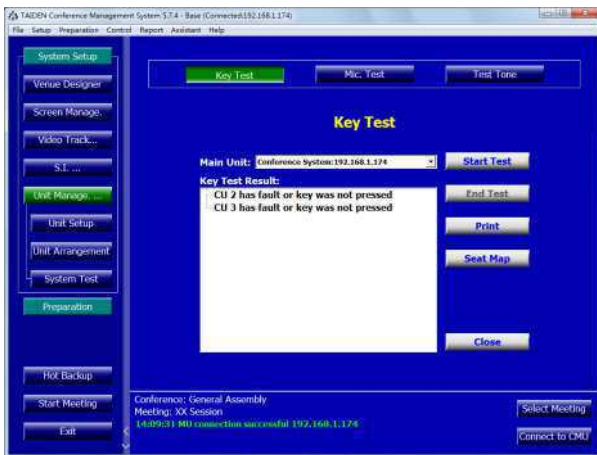 TAIDEN Conference Management System 5.7.4 - Base (Connected:192.168.1.174)
File Setup Preparation Control Report Assistant Help
System Setup
Venue Designer
Screen Manage.
Video Track...
S.I. ...
Unit Manage. ...
Unit Setup
Unit Arrangement
System Test
Preparation
Hot Backup
Start Meeting
Exit
Key Test
Mic. Test
Test Tone
Key Test
Main Unit: Conference System:192.168.1.174
Start Test
Key Test Result:
CU 2 has fault or key was not pressed
CU 3 has fault or key was not pressed
End Test
Print
Seat Map
Close
Conference: General Assembly
Meeting: XX Session
14:09:31 MU connection successful 192.168.1.174
Select Meeting
Connect to CMU